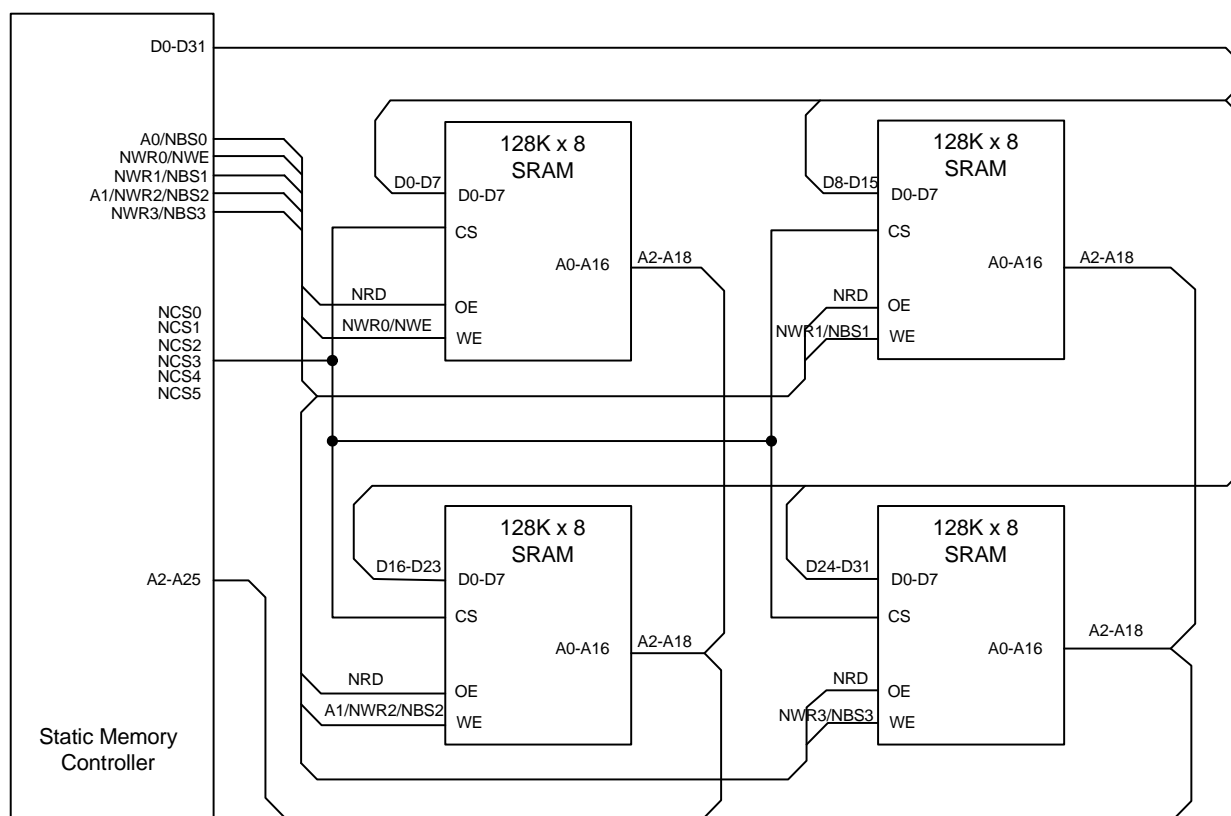 D0-D31
A0/NBS0
NWR0/NWE
NWR1/NBS1
A1/NWR2/NBS2
NWR3/NBS3
NCS0
NCS1
NCS2
NCS3
NCS4
NCS5
A2-A25
Static Memory
Controller
128K x 8
SRAM
D0-D7
D0-D7
CS
A0-A16
A2-A18
NRD
OE
NWR0/NWE
WE
128K x 8
SRAM
D8-D15
D0-D7
CS
A0-A16
A2-A18
NRD
OE
NWR1/NBS1
WE
128K x 8
SRAM
D16-D23
D0-D7
CS
A0-A16
A2-A18
NRD
OE
A1/NWR2/NBS2
WE
128K x 8
SRAM
D24-D31
D0-D7
CS
A0-A16
A2-A18
NRD
OE
NWR3/NBS3
WE